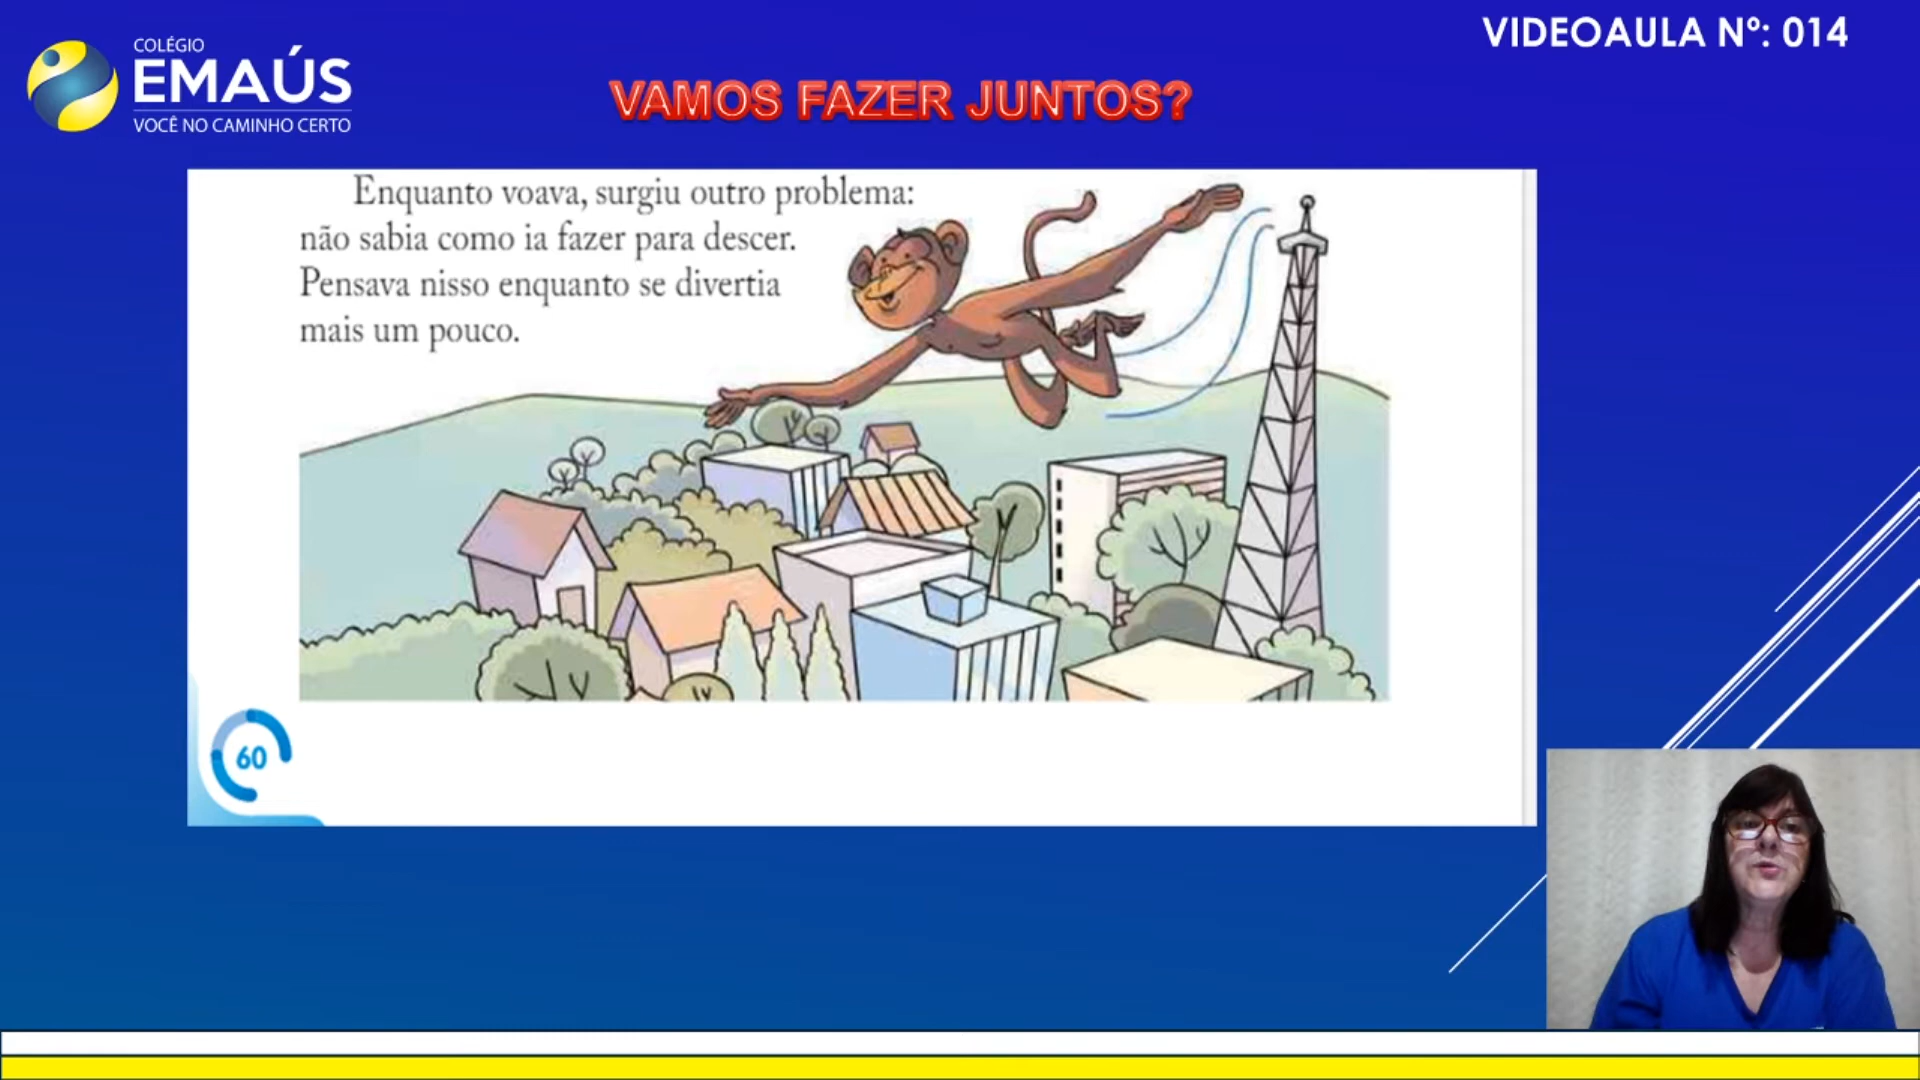 VIDEOAULA Nº: 014
COLÉGIO
EMAÚS
VOCÊ NO CAMINHO CERTO
VAMOS FAZER JUNTOS?
Enquanto voava, surgiu outro problema:
não sabia como ia fazer para descer.
Pensava nisso enquanto se divertia
mais um pouco.
60